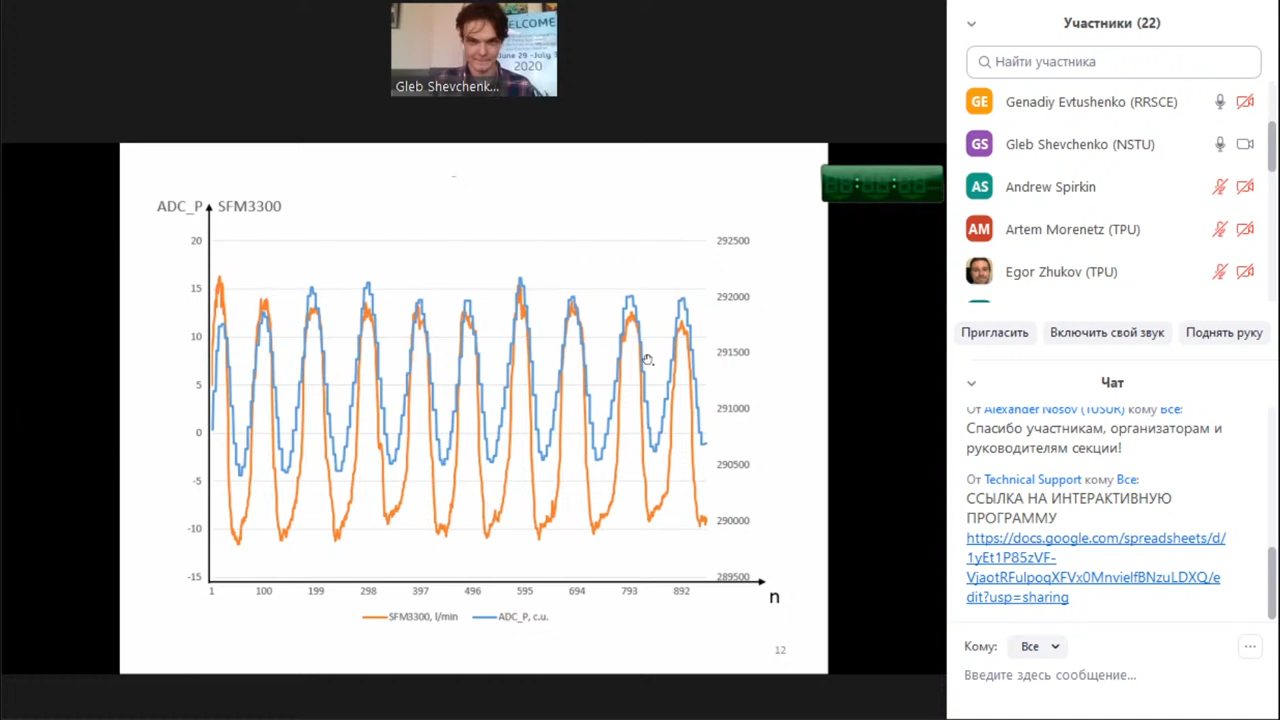 WELCOME
June 29 -July 3
2020
Gleb Shevchenk...
ADC_P
SFM3300
20
15
10
5
0
-5
-10
-15
292500
292000
291500
291000
290500
290000
289500
1
100
199
298
397
496
595
694
793
892
n
SFM3300, l/min
ADC_P, c.u.
12
Участники (22)
Найти участника
GE
Genadiy Evtushenko (RRSCE)
GS
Gleb Shevchenko (NSTU)
AS
Andrew Spirkin
AM
Artem Morenetz (TPU)
Egor Zhukov (TPU)
Пригласить
Включить свой звук
Поднять руку
Чат
От Alexander Nosov (TUSUR) кому Все:
Спасибо участникам, организаторам и
руководителям секции!
От Technical Support кому Все:
ССЫЛКА НА ИНТЕРАКТИВНУЮ
ПРОГРАММУ
https://docs.google.com/spreadsheets/d/
1yEt1P85zVF-
VjaotRFulpoqXFVx0MnvielfBNzuLDXQ/e
dit?usp=sharing
Кому:
Все
Введите здесь сообщение...